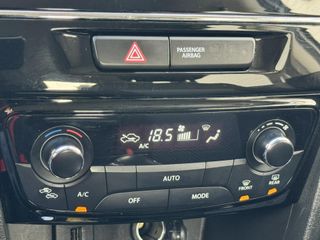 PASSENGER
AIRBAG
A/C 18.5
AUTO
A/C OFF MODE FRONT REAR